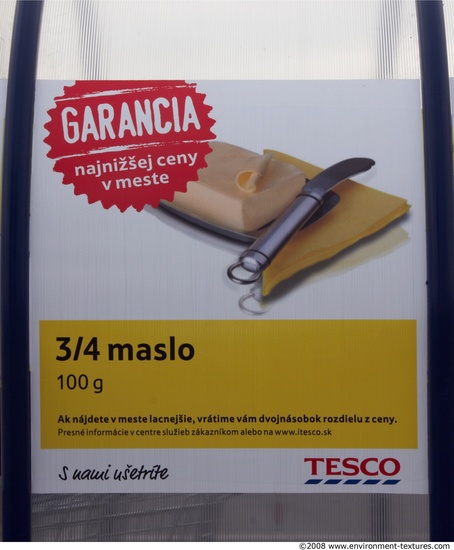 GARANCIA
najnižšej ceny
v meste
3/4 maslo
100 g
Ak nájdete v meste lacnejšie, vrátime vám dvojnásobok rozdielu z ceny.
Presné informácie v centre služieb zákazníkom alebo na www.itesco.sk
S nami ušetríte
TESCO
©2008 www.environment-textures.com